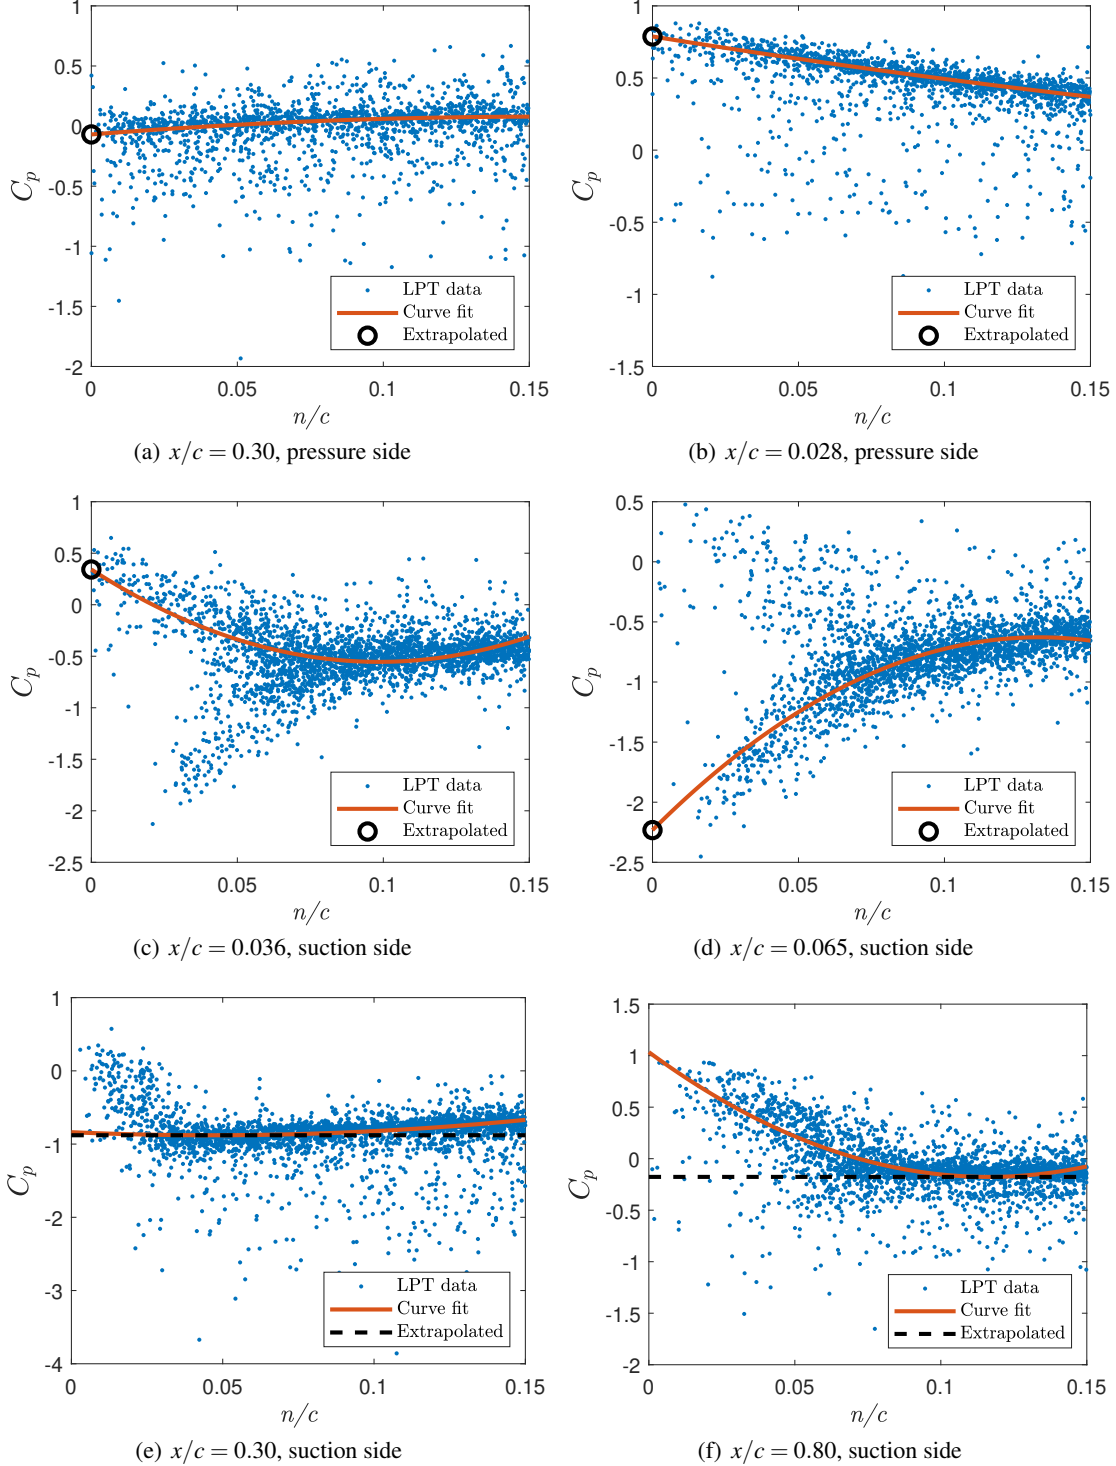 1
0.5
0
-0.5
-1
-1.5
-2
C_p
0
0.05
0.1
0.15
n/c
LPT data
Curve fit
Extrapolated
(a) x/c = 0.30, pressure side
1
0.5
0
-0.5
-1
-1.5
C_p
0
0.05
0.1
0.15
n/c
LPT data
Curve fit
Extrapolated
(b) x/c = 0.028, pressure side
1
0.5
0
-0.5
-1
-1.5
-2
-2.5
C_p
0
0.05
0.1
0.15
n/c
LPT data
Curve fit
Extrapolated
(c) x/c = 0.036, suction side
0.5
0
-0.5
-1
-1.5
-2
-2.5
C_p
0
0.05
0.1
0.15
n/c
LPT data
Curve fit
Extrapolated
(d) x/c = 0.065, suction side
1
0
-1
-2
-3
-4
C_p
0
0.05
0.1
0.15
n/c
LPT data
Curve fit
Extrapolated
(e) x/c = 0.30, suction side
1.5
1
0.5
0
-0.5
-1
-1.5
-2
C_p
0
0.05
0.1
0.15
n/c
LPT data
Curve fit
Extrapolated
(f) x/c = 0.80, suction side